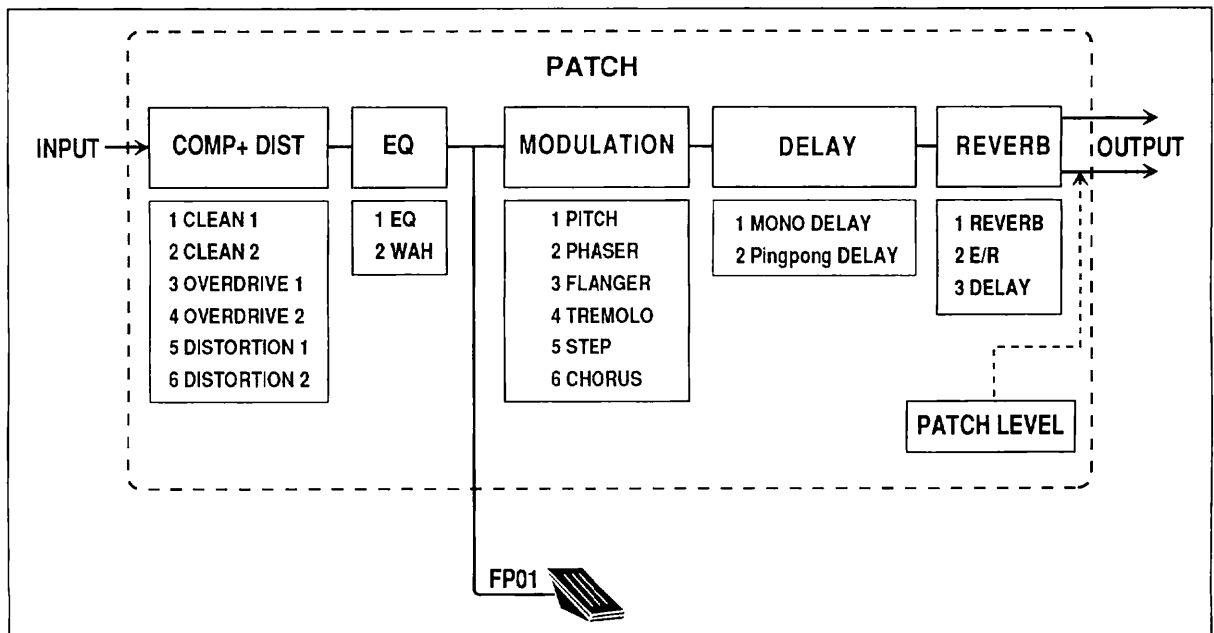 PATCH
INPUT
COMP+ DIST
EQ
MODULATION
DELAY
REVERB
OUTPUT
1 CLEAN 1
2 CLEAN 2
3 OVERDRIVE 1
4 OVERDRIVE 2
5 DISTORTION 1
6 DISTORTION 2
1 EQ
2 WAH
1 PITCH
2 PHASER
3 FLANGER
4 TREMOLO
5 STEP
6 CHORUS
1 MONO DELAY
2 Pingpong DELAY
1 REVERB
2 E/R
3 DELAY
PATCH LEVEL
FP01